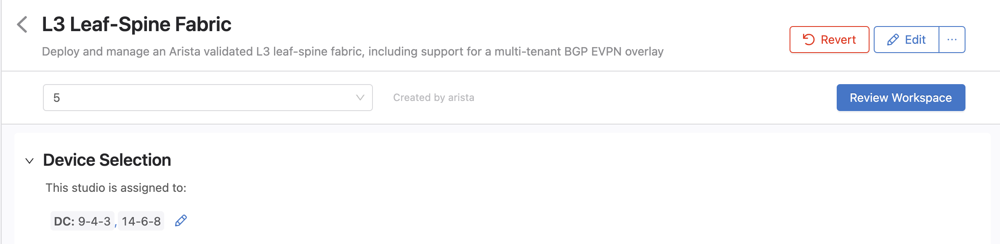 L3 Leaf-Spine Fabric
Deploy and manage an Arista validated L3 leaf-spine fabric, including support for a multi-tenant BGP EVPN overlay
Revert
Edit
...
5
Created by arista
Review Workspace
Device Selection
This studio is assigned to:
DC: 9-4-3 , 14-6-8